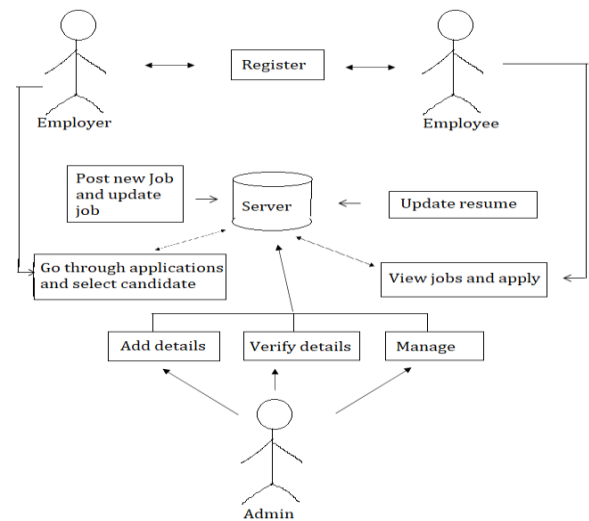 Register
Employer
Employee
Post new Job
and update
job
Server
Update resume
Go through applications
and select candidate
View jobs and apply
Add details
Verify details
Manage
Admin